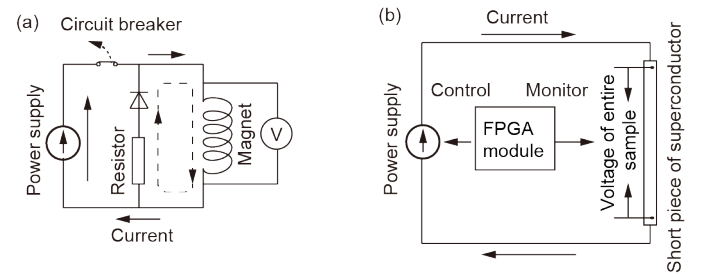 (a)
Circuit breaker
Power supply
Resistor
Magnet
V
Current
(b)
Current
Power supply
Control
Monitor
FPGA
module
Voltage of entire
sample
Short piece of superconductor